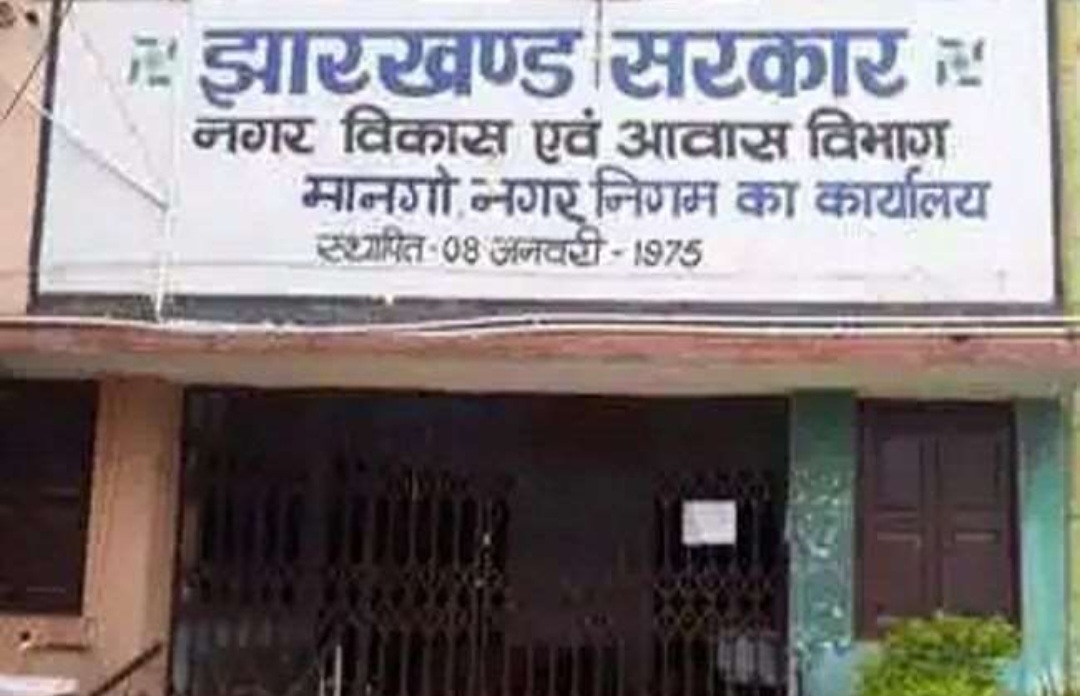 झारखण्ड सरकार
नगर विकास एवं आवास विभाग
मानगो नगर निगम का कार्यालय
स्थापित - 08 जनवरी - 1975